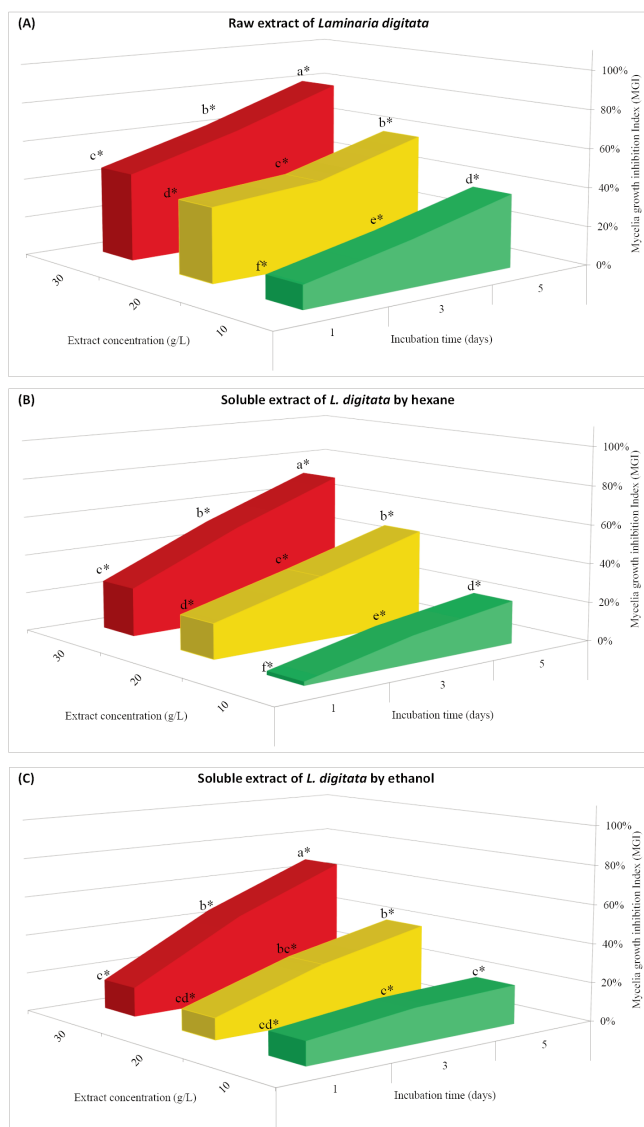 (A)
Raw extract of Laminaria digitata
a*
b*
c*
b*
c*
d*
d*
e*
f*
100%
80%
60%
40%
20%
0%
Mycelia growth inhibition Index (MGI)
30
20
10
1
3
5
Extract concentration (g/L)
Incubation time (days)
(B)
Soluble extract of L. digitata by hexane
a*
b*
c*
b*
c*
d*
d*
e*
f*
100%
80%
60%
40%
20%
0%
Mycelia growth inhibition Index (MGI)
30
20
10
1
3
5
Extract concentration (g/L)
Incubation time (days)
(C)
Soluble extract of L. digitata by ethanol
a*
b*
c*
b*
bc*
cd*
c*
c*
cd*
100%
80%
60%
40%
20%
0%
Mycelia growth inhibition Index (MGI)
30
20
10
1
3
5
Extract concentration (g/L)
Incubation time (days)